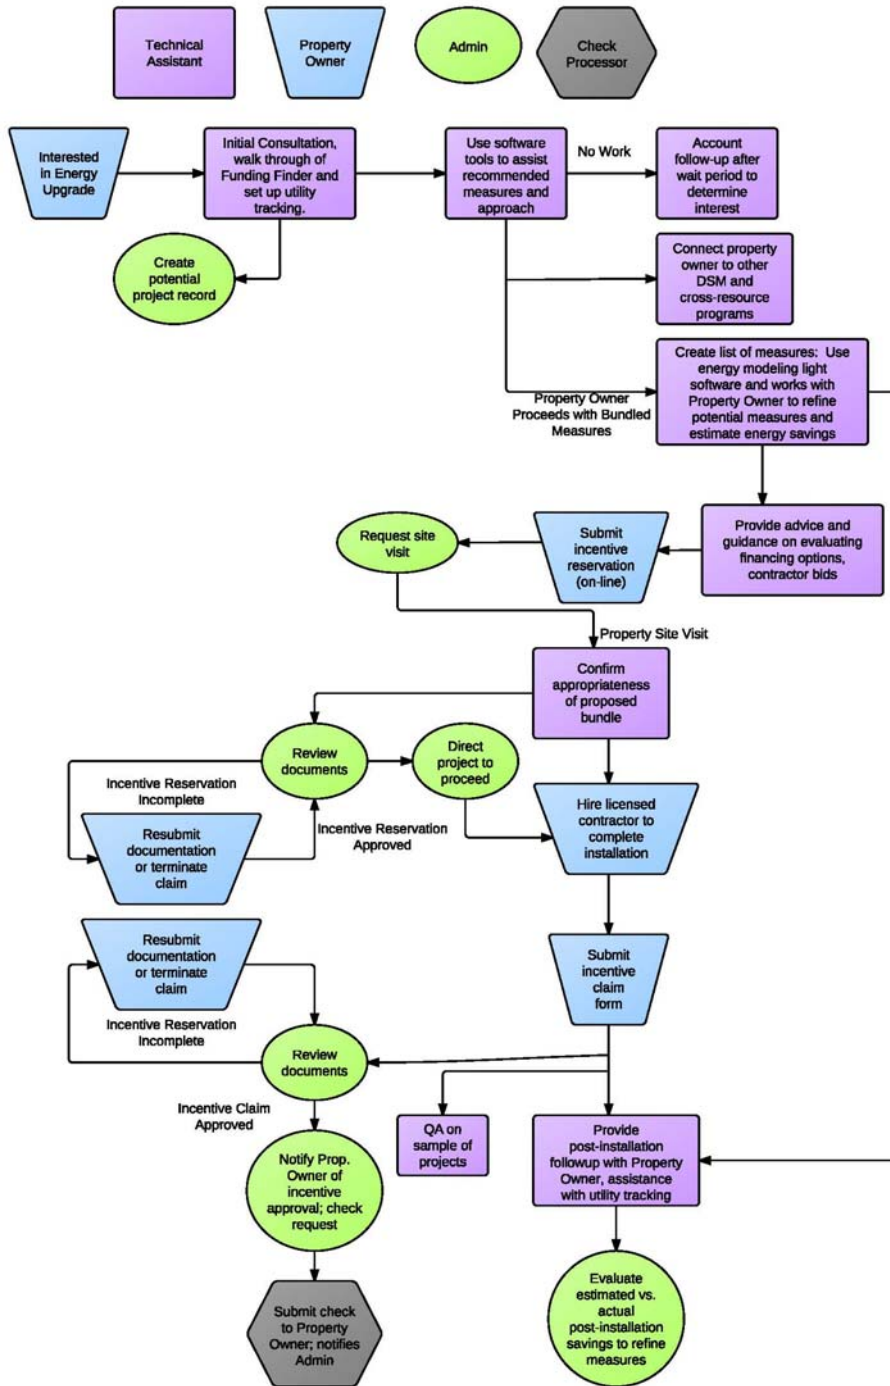 Technical
Assistant
Property
Owner
Admin
Check
Processor
Interested
in Energy
Upgrade
Initial Consultation,
walk through of
Funding Finder and
set up utility
tracking.
Use software
tools to assist
recommended
measures and
approach
No Work
Account
follow-up after
wait period to
determine
interest
Create
potential
project record
Connect property
owner to other
DSM and
cross-resource
programs
Property Owner
Proceeds with Bundled
Measures
Create list of measures: Use
energy modeling light
software and works with
Property Owner to refine
potential measures and
estimate energy savings
Provide advice and
guidance on evaluating
financing options,
contractor bids
Submit
incentive
reservation
(on-line)
Request site
visit
Property Site Visit
Confirm
appropriateness
of proposed
bundle
Review
documents
Direct
project to
proceed
Incentive Reservation
Incomplete
Resubmit
documentation
or terminate
claim
Incentive Reservation
Approved
Hire licensed
contractor to
complete
installation
Resubmit
documentation
or terminate
claim
Submit
incentive
claim
form
Incentive Reservation
Incomplete
Review
documents
Incentive Claim
Approved
QA on
sample of
projects
Provide
post-installation
followup with Property
Owner, assistance
with utility tracking
Notify Prop.
Owner of
incentive
approval; check
request
Submit check
to Property
Owner; notifies
Admin
Evaluate
estimated vs.
actual
post-installation
savings to refine
measures